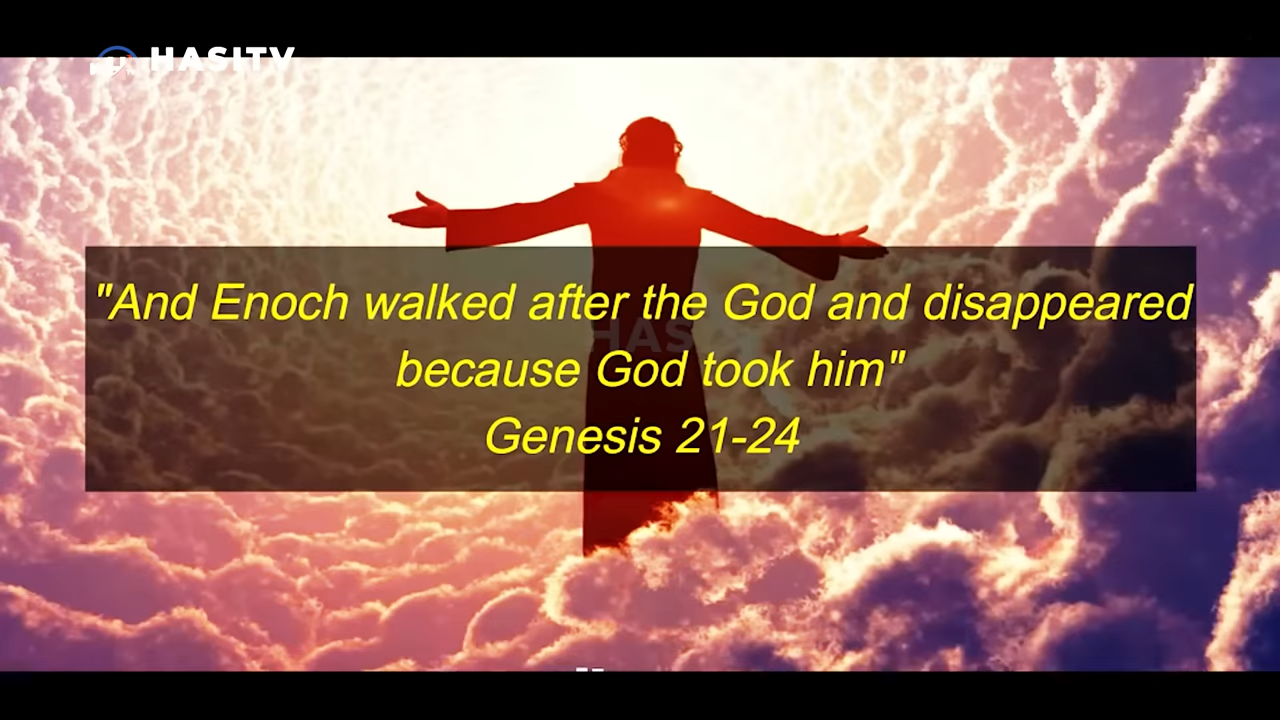 HASITV
"And Enoch walked after the God and disappeared
because God took him"
Genesis 21-24